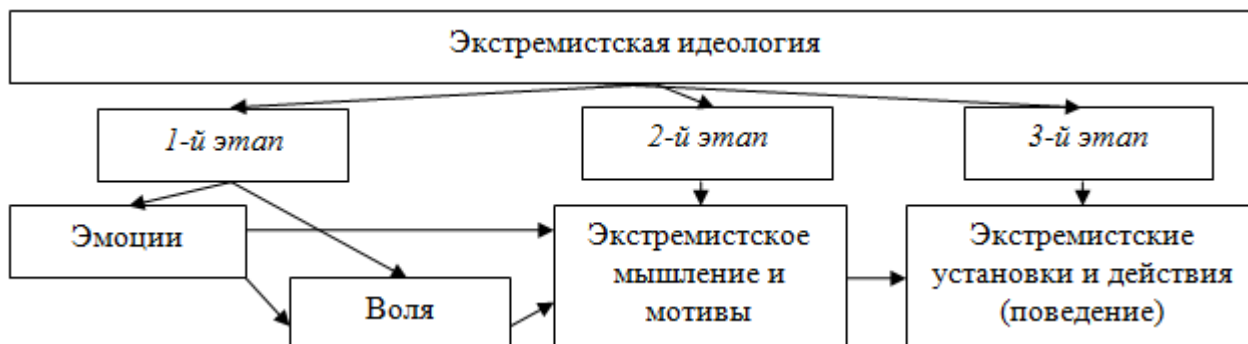 Экстремистская идеология
1-й этап
2-й этап
3-й этап
Эмоции
Воля
Экстремистское
мышление и
мотивы
Экстремистские
установки и действия
(поведение)